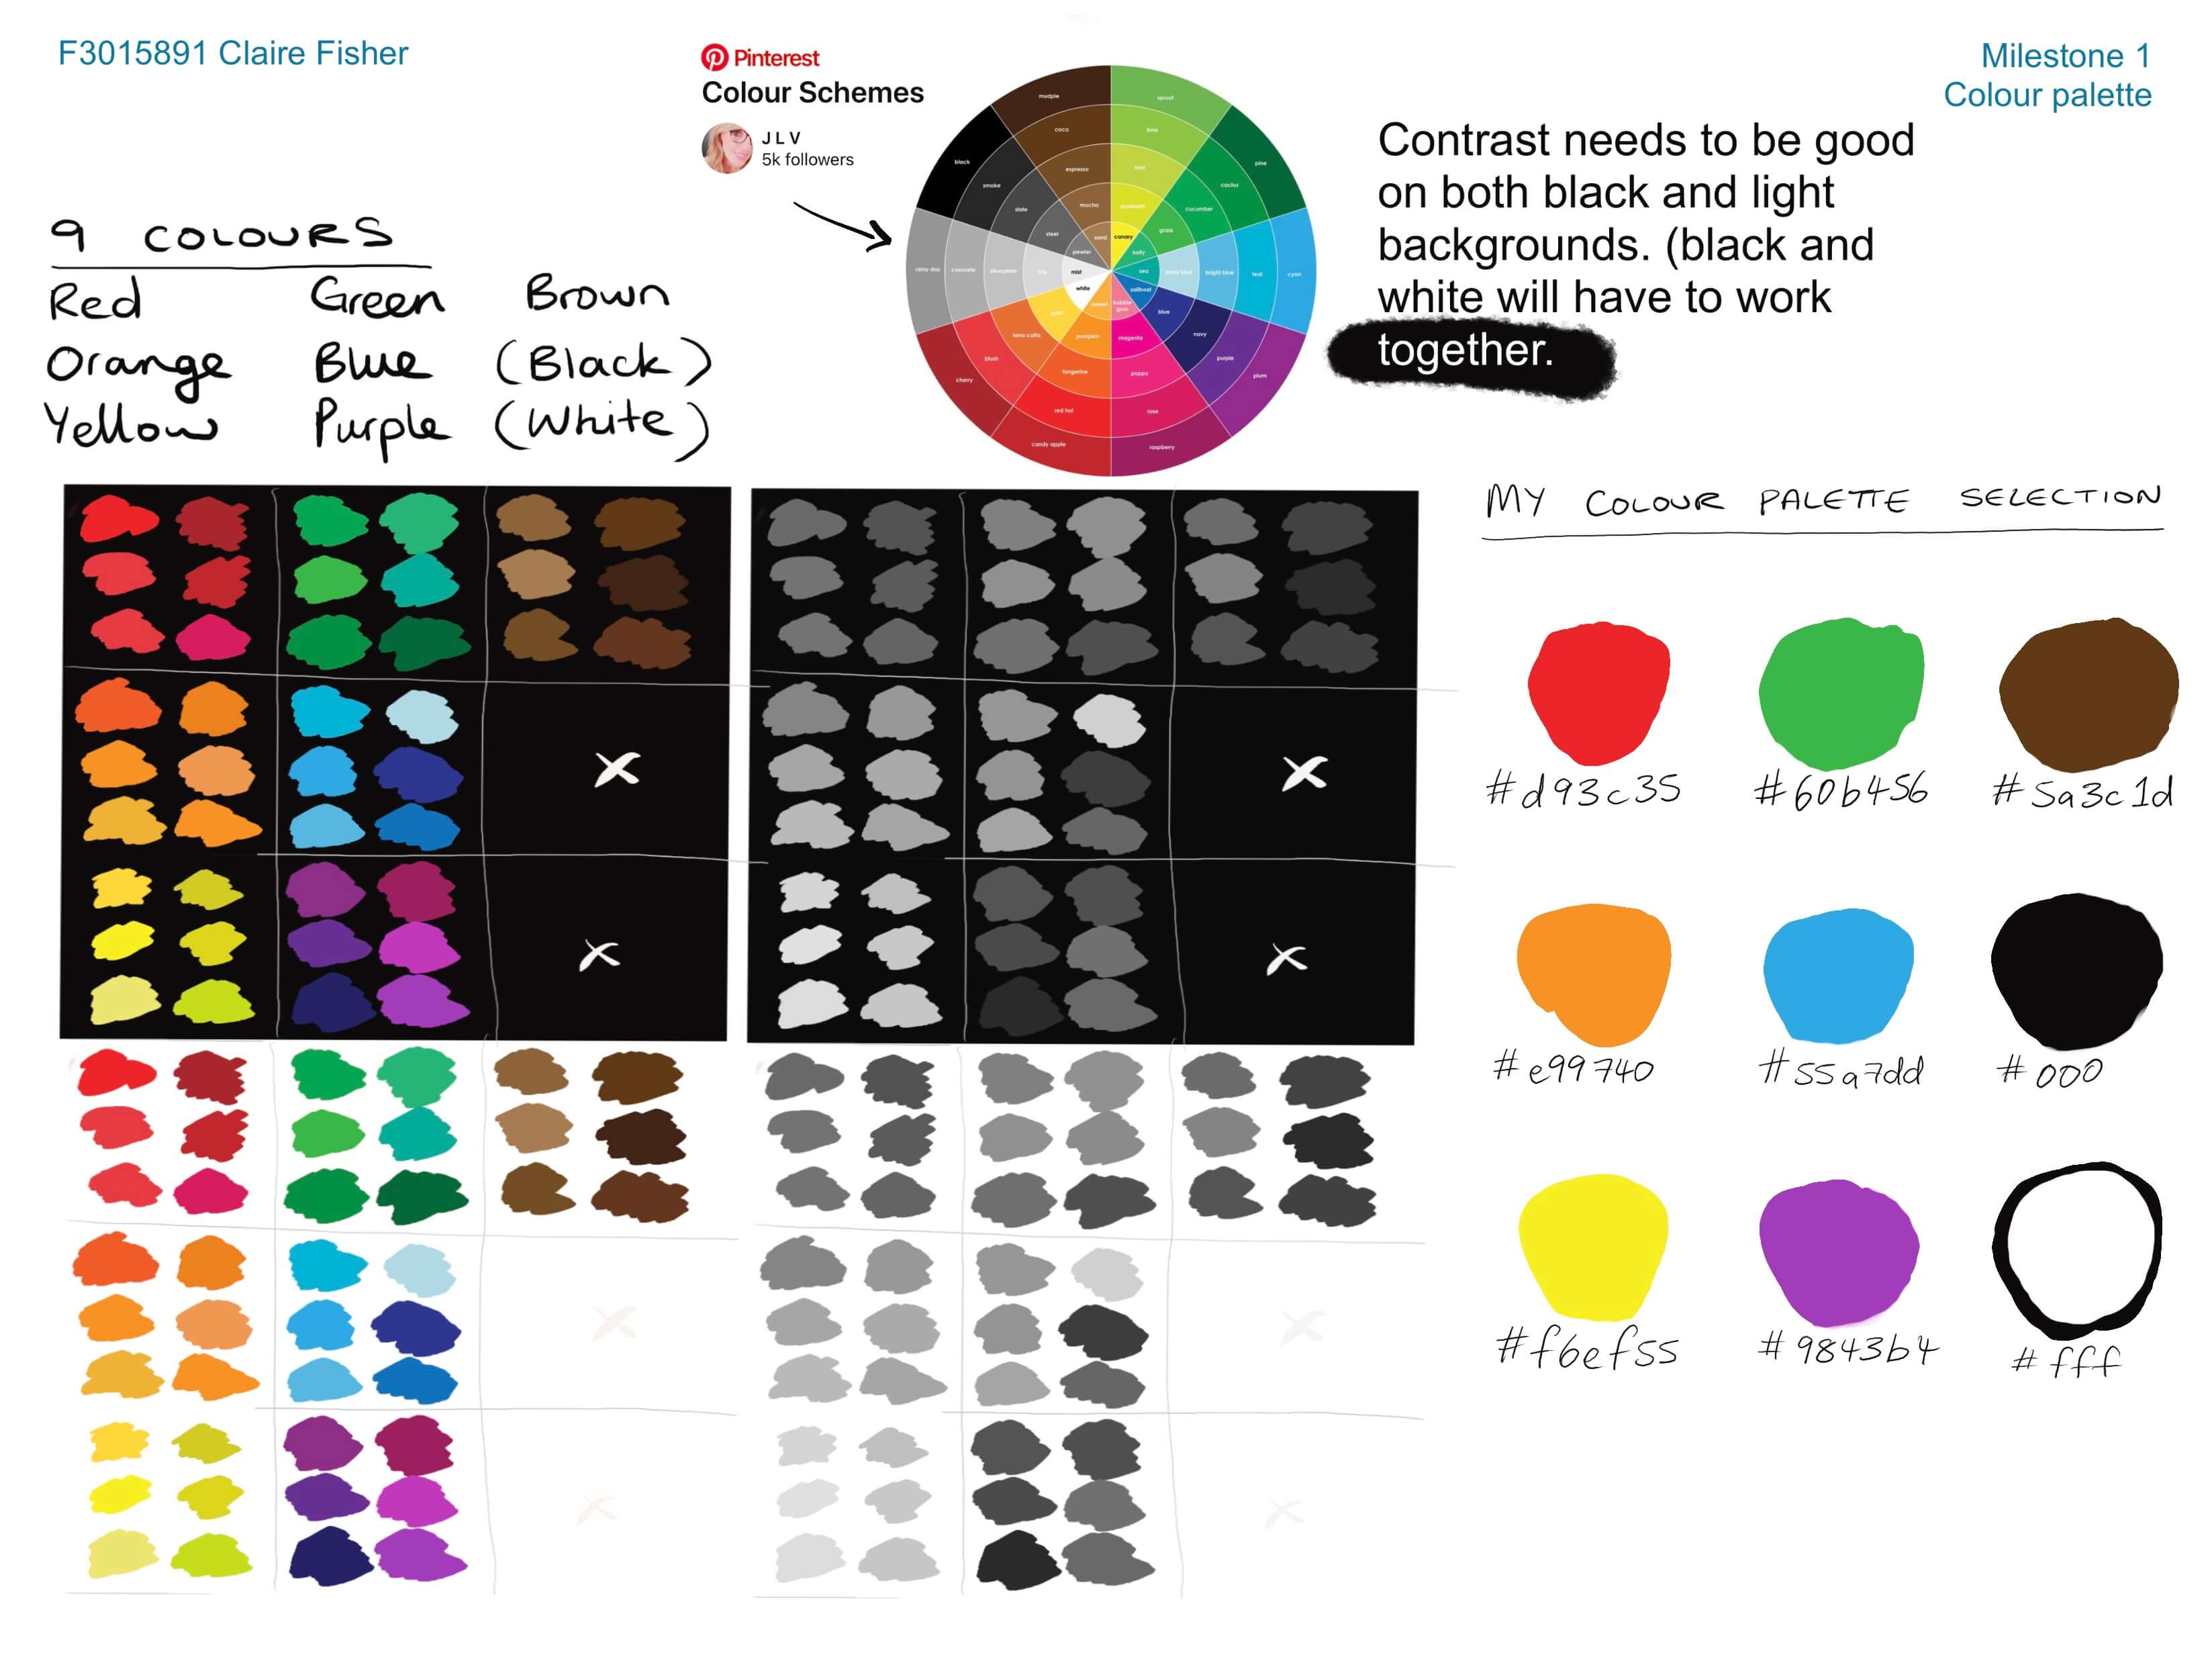 F3015891 Claire Fisher
Pinterest
Colour Schemes
J L V
5k followers
Milestone 1
Colour palette
Contrast needs to be good
on both black and light
backgrounds. (black and
white will have to work
together.
9 COLOURS
Red Green Brown
Orange Blue (Black)
Yellow Purple (White)
mudpie
sprout
coco
lime
black
espresso
kiwi
pine
smoke
cactus
mocha
slate
cucumber
steel
sand
canary
grass
pewter
kelly
rainy day
concrete
silverplate
fog
mist
sea
baby blue
bright blue
teal
cyan
white
sailboat
gold
sunset
bubble
gum
blue
terra cotta
pumpkin
magenta
navy
blush
purple
tangerine
poppy
cherry
plum
red hot
rose
candy apple
raspberry
MY COLOUR PALETTE SELECTION
#d93c35 #60b456 #5a3c1d
#e99740 #55a7dd #000
#f6ef55 #9843b4 #fff